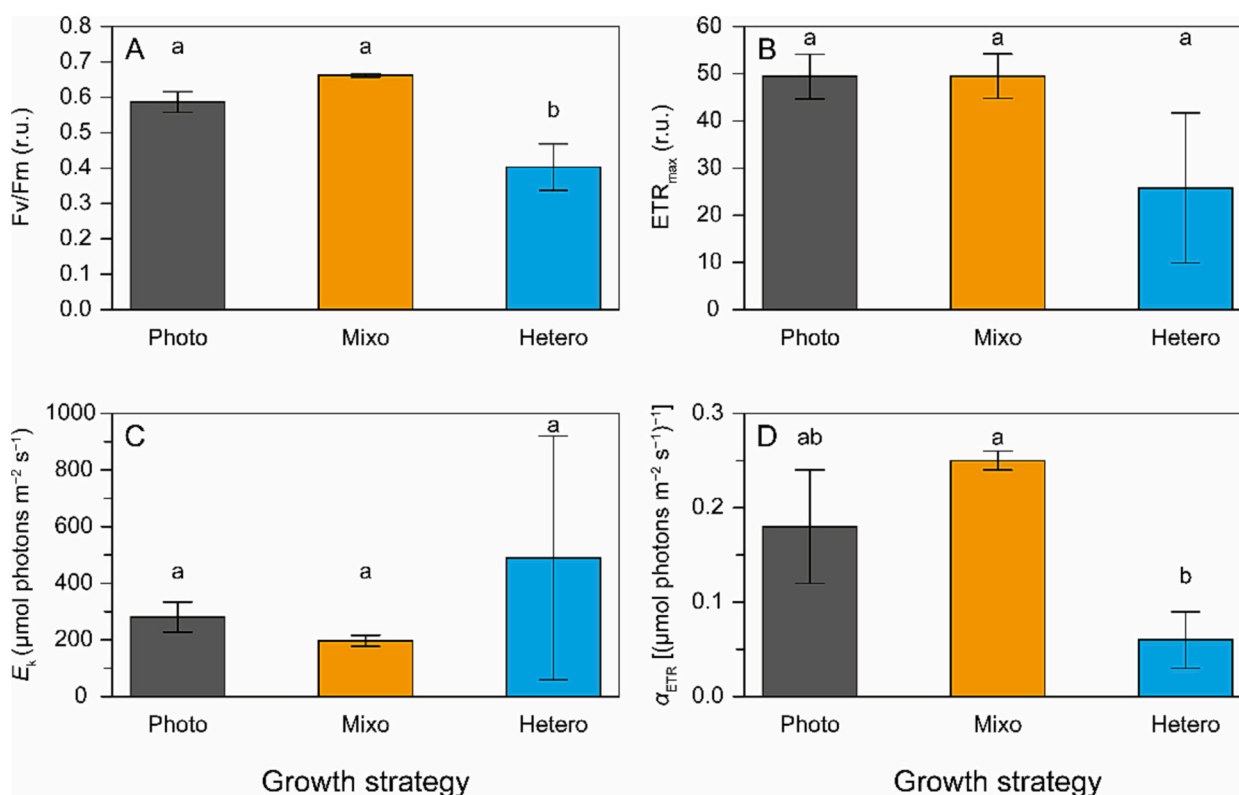 A
a
a
b
Fv/Fm (r.u.)
0.8
0.7
0.6
0.5
0.4
0.3
0.2
0.1
0.0
Photo Mixo Hetero
B
a
a
a
ETRmax (r.u.)
60
50
40
30
20
10
0
Photo Mixo Hetero
C
a
a
a
Ek (µmol photons m⁻² s⁻¹)
1000
800
600
400
200
0
Photo Mixo Hetero
Growth strategy
D
ab
a
b
αETR [(µmol photons m⁻² s⁻¹)⁻¹]
0.3
0.2
0.1
0.0
Photo Mixo Hetero
Growth strategy